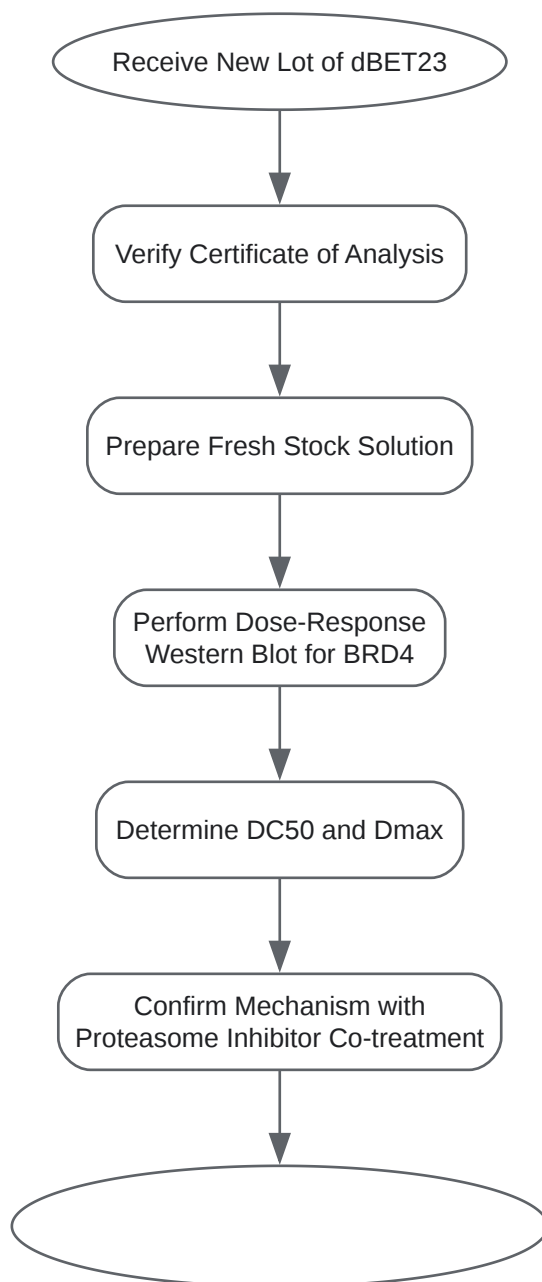 Receive New Lot of dBET23
Verify Certificate of Analysis
Prepare Fresh Stock Solution
Perform Dose-Response
Western Blot for BRD4
Determine DC50 and Dmax
Confirm Mechanism with
Proteasome Inhibitor Co-treatment